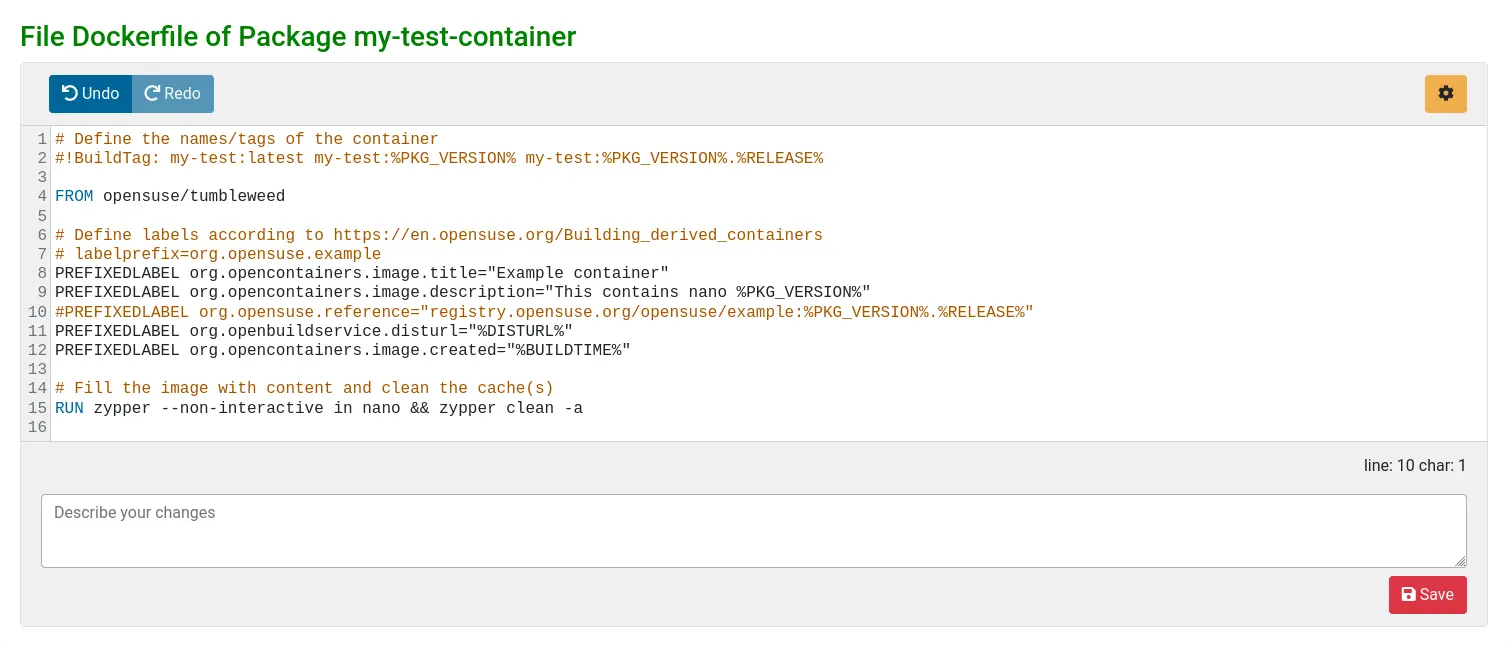 File Dockerfile of Package my-test-container
Undo Redo
1 # Define the names/tags of the container
2 #!BuildTag: my-test:latest my-test:%PKG_VERSION% my-test:%PKG_VERSION%.%RELEASE%
3
4 FROM opensuse/tumbleweed
5
6 # Define labels according to https://en.opensuse.org/Building_derived_containers
7 # labelprefix=org.opensuse.example
8 PREFIXEDLABEL org.opencontainers.image.title="Example container"
9 PREFIXEDLABEL org.opencontainers.image.description="This contains nano %PKG_VERSION%"
10 #PREFIXEDLABEL org.opensuse.reference="registry.opensuse.org/opensuse/example:%PKG_VERSION%.%RELEASE%"
11 PREFIXEDLABEL org.openbuildservice.disturl="%DISTURL%"
12 PREFIXEDLABEL org.opencontainers.image.created="%BUILDTIME%"
13
14 # Fill the image with content and clean the cache(s)
15 RUN zypper --non-interactive in nano && zypper clean -a
16
line: 10 char: 1
Describe your changes
Save